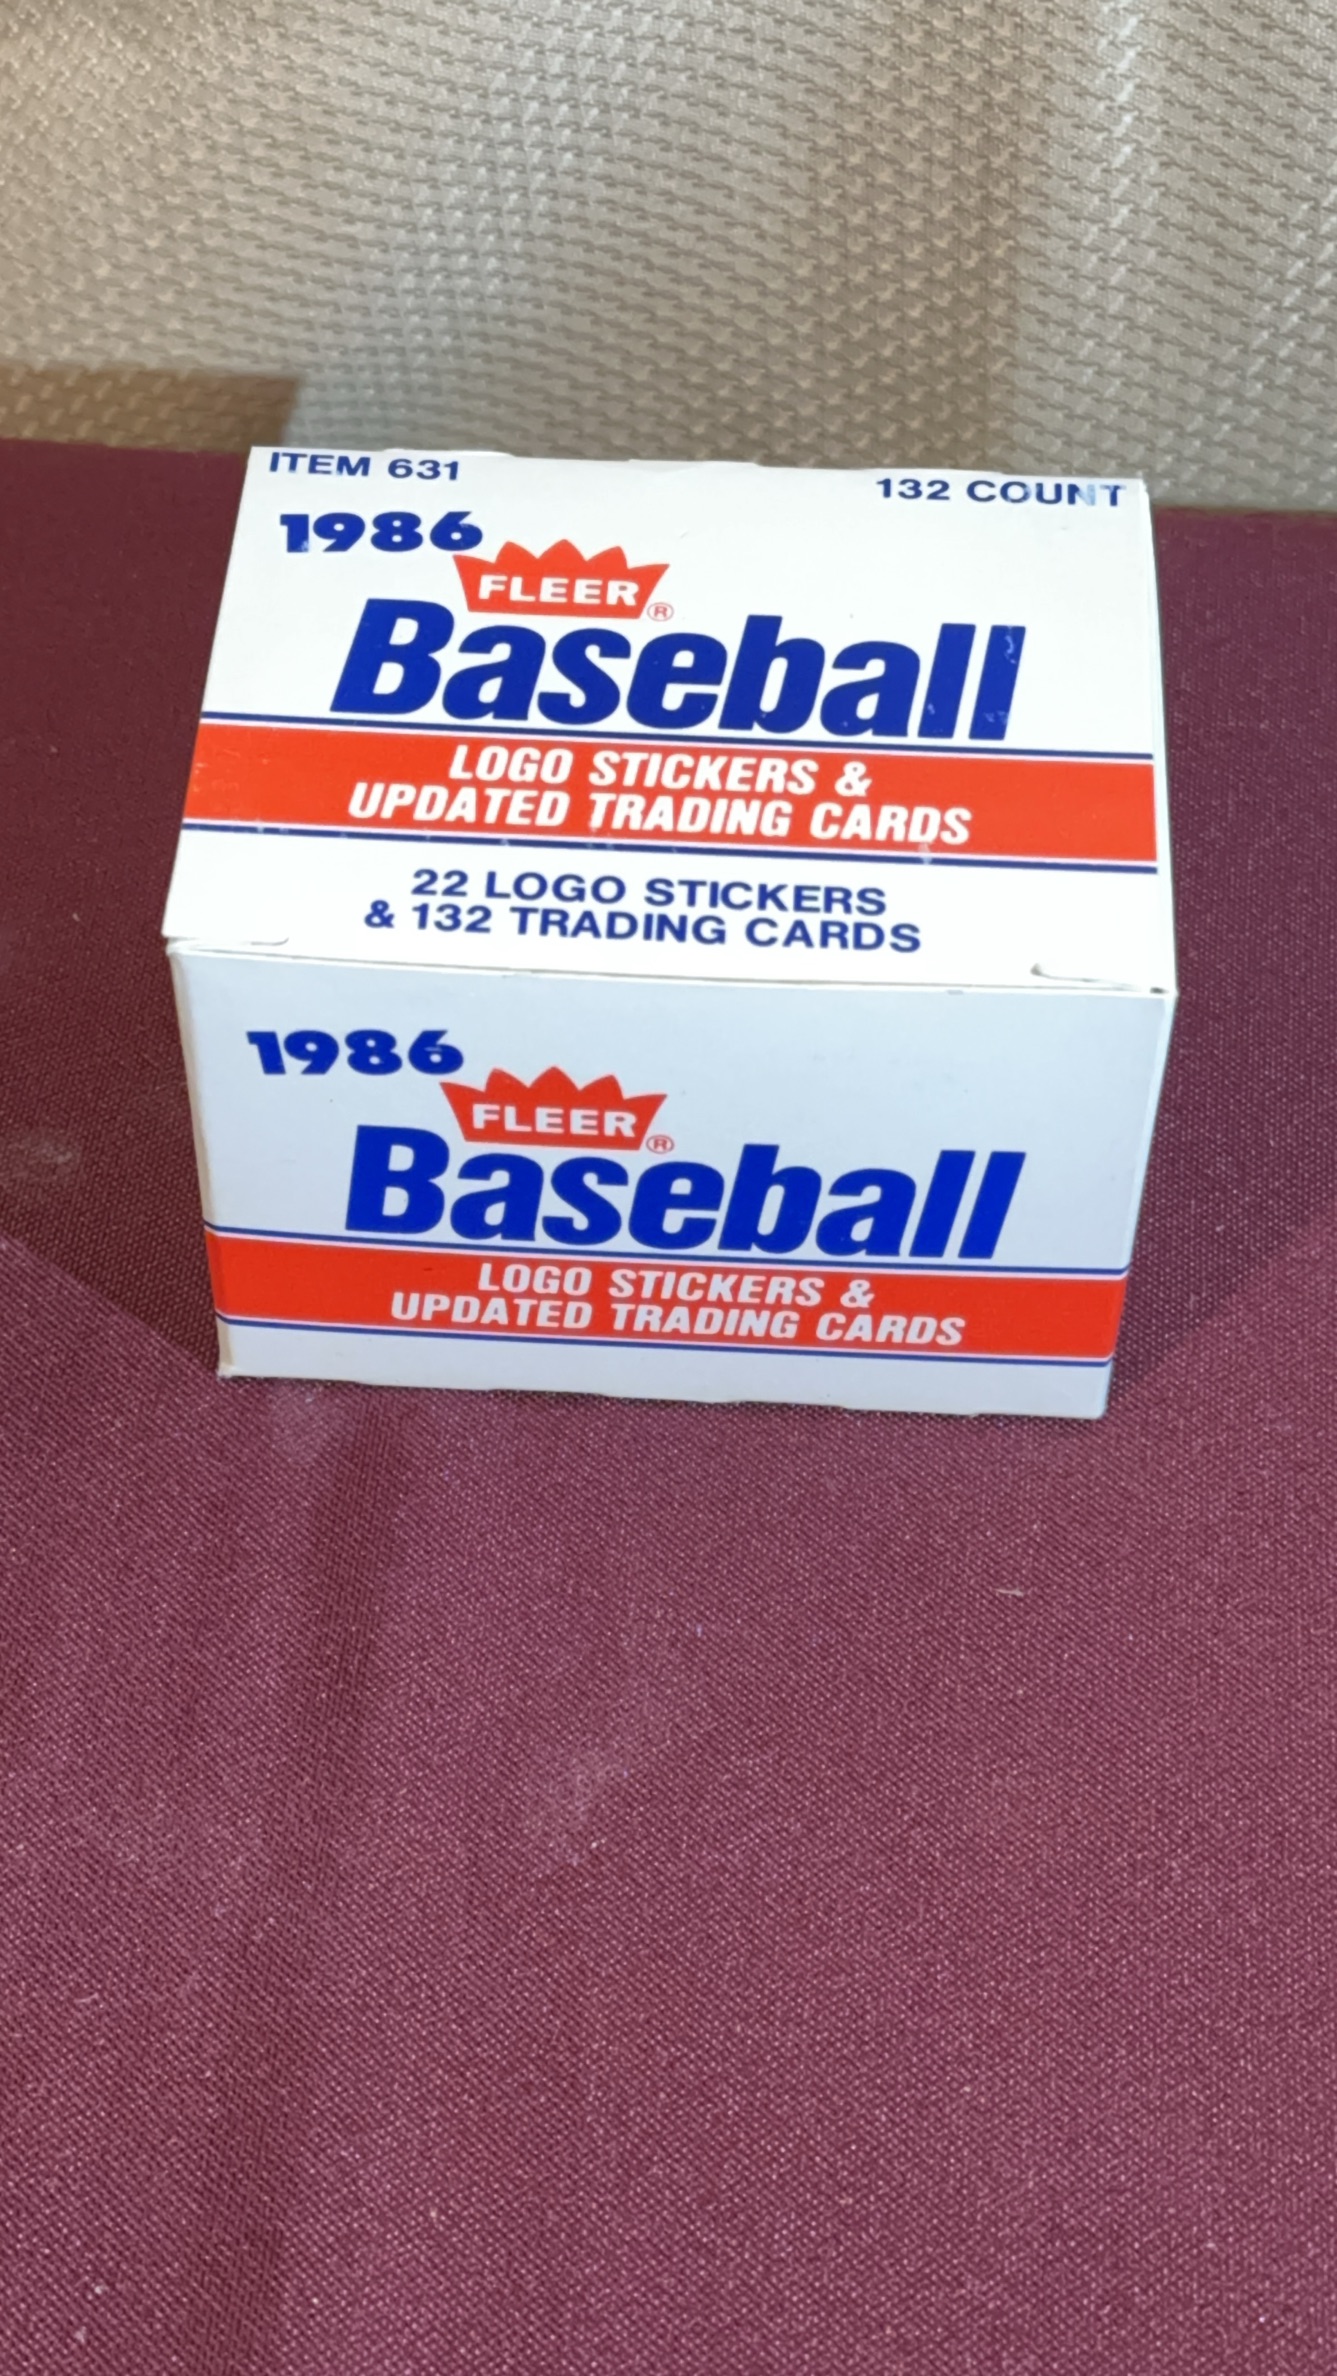 ITEM 631
132 COUNT
1986
FLEER®
Baseball
LOGO STICKERS &
UPDATED TRADING CARDS
22 LOGO STICKERS
& 132 TRADING CARDS
1986
FLEER®
Baseball
LOGO STICKERS &
UPDATED TRADING CARDS